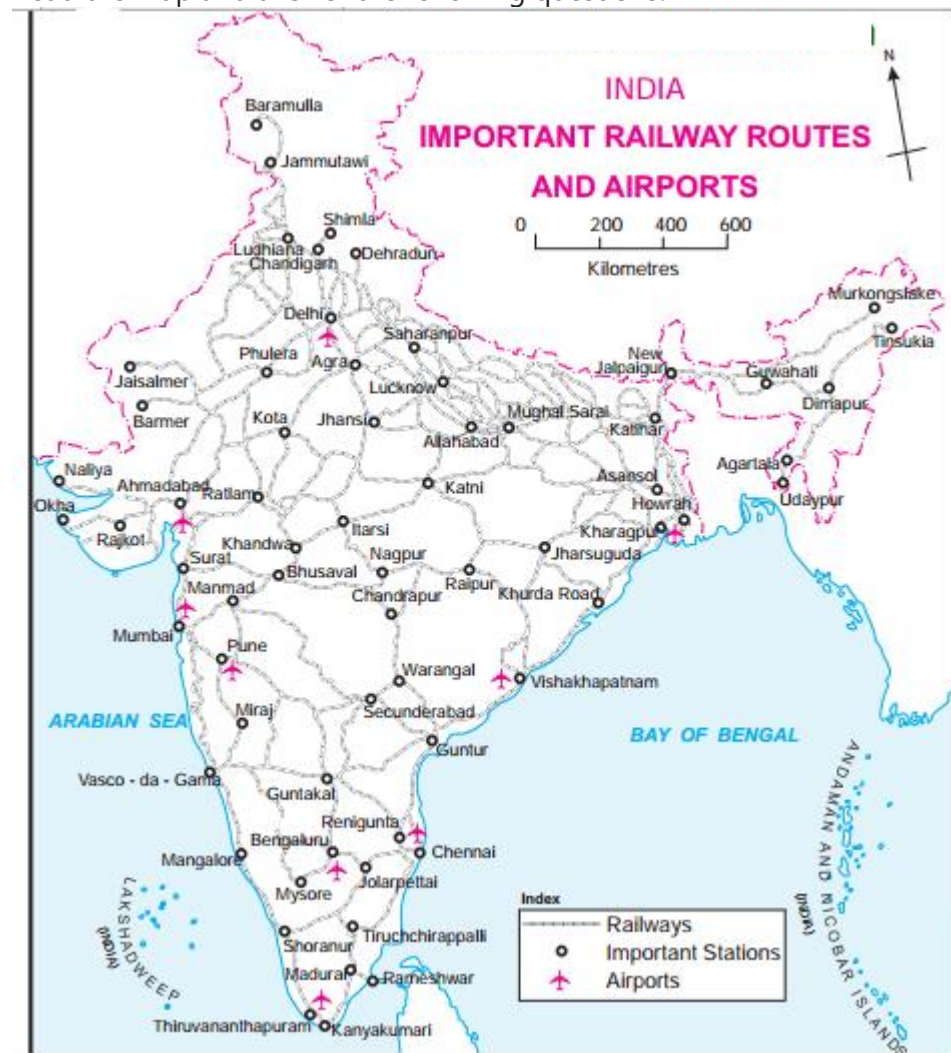 INDIA
IMPORTANT RAILWAY ROUTES
AND AIRPORTS
N
0 200 400 600
Kilometres
Baramulla
Jammutawi
Shimla
Ludhiana
Chandigarh
Dehradun
Delhi
Saharanpur
Phulera
Agra
Jaisalmer
Lucknow
New
Jalpaiguri
Murkongslake
Tinsukia
Guwahati
Dimapur
Barmer
Kota
Jhansi
Mughal Sarai
Allahabad
Katihar
Naliya
Ahmadabad
Ratlam
Katni
Asansol
Agartala
Udaypur
Okha
Rajkot
Itarsi
Howrah
Kharagpur
Khandwa
Nagpur
Jharsuguda
Surat
Bhusaval
Raipur
Manmad
Chandrapur
Khurda Road
Mumbai
Pune
Warangal
Vishakhapatnam
Secunderabad
Miraj
ARABIAN SEA
BAY OF BENGAL
Guntur
Vasco - da - Gama
Guntakal
Renigunta
Bengaluru
Chennai
Mangalore
Jolarpettai
Mysore
LAKSHADWEEP
(INDIA)
ANDAMAN AND NICOBAR ISLANDS
(INDIA)
Shoranur
Tiruchchirappalli
Madurai
Rameshwar
Thiruvananthapuram
Kanyakumari
Index
Railways
Important Stations
Airports